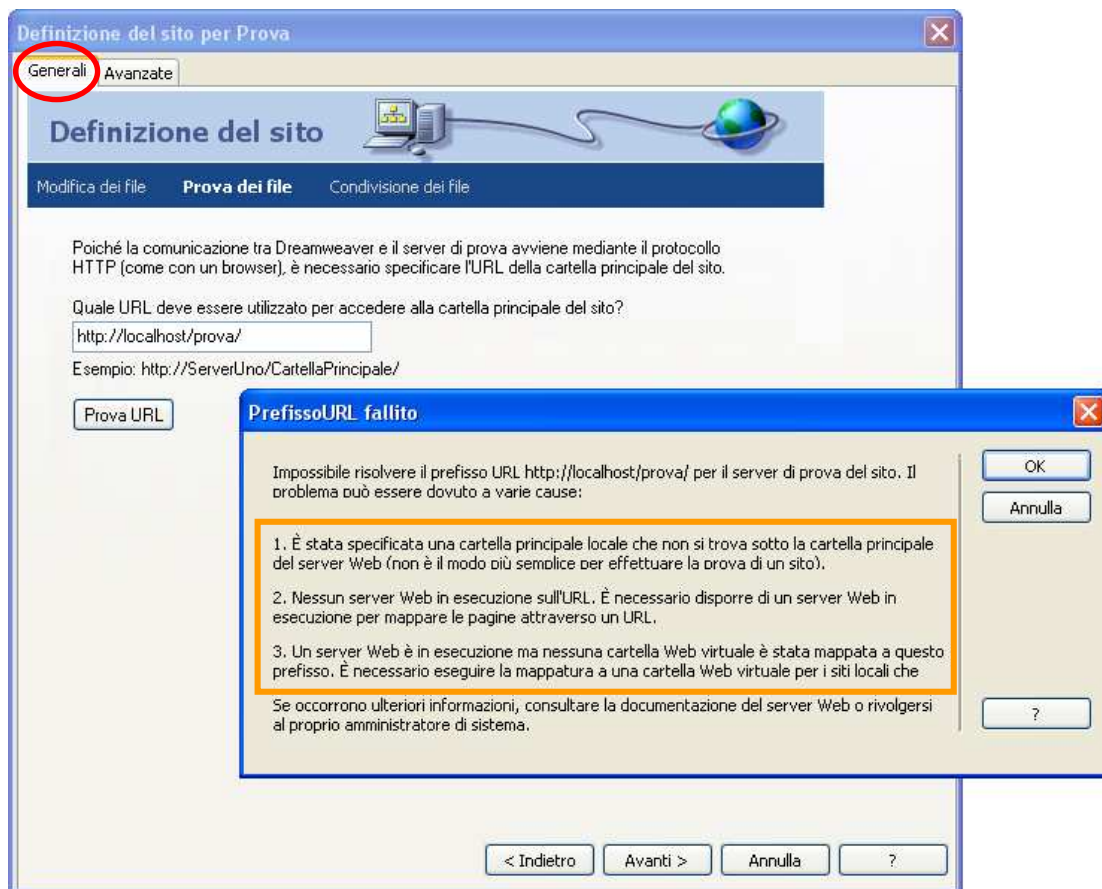 Definizione del sito per Prova
Generali Avanzate
Definizione del sito
Modifica dei file Prova dei file Condivisione dei file
Poiché la comunicazione tra Dreamweaver e il server di prova avviene mediante il protocollo
HTTP (come con un browser), è necessario specificare l'URL della cartella principale del sito.
Quale URL deve essere utilizzato per accedere alla cartella principale del sito?
http://localhost/prova/
Esempio: http://ServerUno/CartellaPrincipale/
Prova URL
PrefissoURL fallito
Impossibile risolvere il prefisso URL http://localhost/prova/ per il server di prova del sito. Il
problema può essere dovuto a varie cause:
OK
Annulla
1. È stata specificata una cartella principale locale che non si trova sotto la cartella principale
del server Web (non è il modo più semplice per effettuare la prova di un sito).
2. Nessun server Web in esecuzione sull'URL. È necessario disporre di un server Web in
esecuzione per mappare le pagine attraverso un URL.
3. Un server Web è in esecuzione ma nessuna cartella Web virtuale è stata mappata a questo
prefisso. È necessario eseguire la mappatura a una cartella Web virtuale per i siti locali che
Se occorrono ulteriori informazioni, consultare la documentazione del server Web o rivolgersi
al proprio amministratore di sistema.
?
< Indietro Avanti > Annulla ?